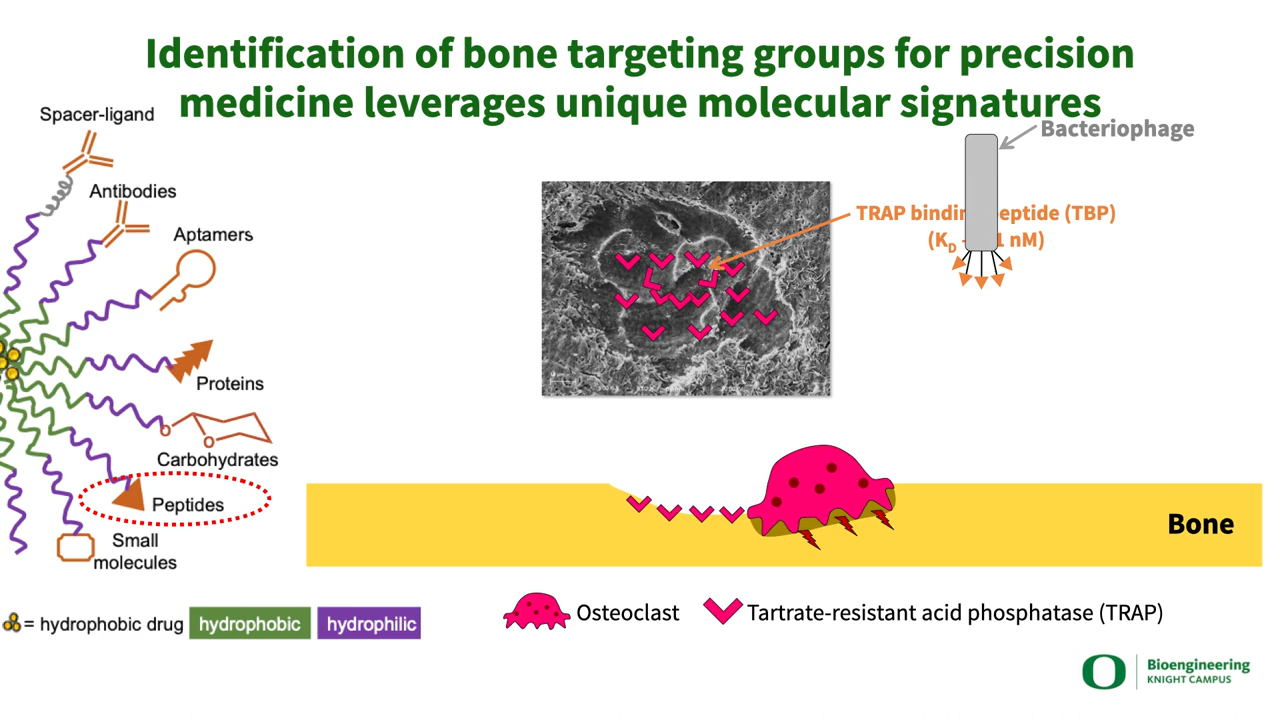 Identification of bone targeting groups for precision
medicine leverages unique molecular signatures
Spacer-ligand
Antibodies
Aptamers
Proteins
Carbohydrates
Peptides
Small
molecules
= hydrophobic drug
hydrophobic
hydrophilic
Bacteriophage
TRAP eptide (TBP)
(KD 1 nM)
O
O
Bone
Osteoclast
Tartrate-resistant acid phosphatase (TRAP)
O
Bioengineering
KNIGHT CAMPUS